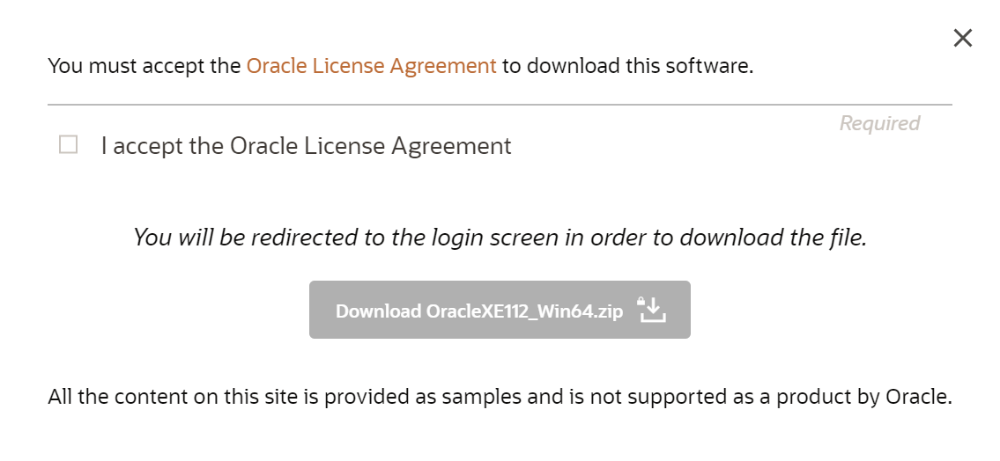 You must accept the Oracle License Agreement to download this software.
Required
I accept the Oracle License Agreement
You will be redirected to the login screen in order to download the file.
Download OracleXE112_Win64.zip
All the content on this site is provided as samples and is not supported as a product by Oracle.